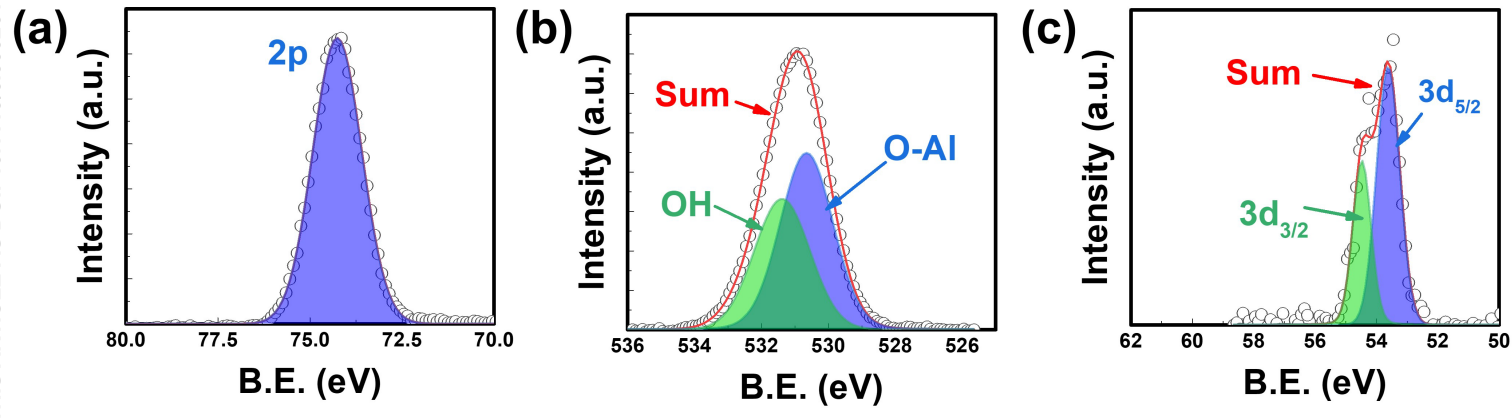 (a)
2p
Intensity (a.u.)
80.0 77.5 75.0 72.5 70.0
B.E. (eV)
(b)
Sum
O-Al
OH
Intensity (a.u.)
536 534 532 530 528 526
B.E. (eV)
(c)
Sum
3d5/2
3d3/2
Intensity (a.u.)
62 60 58 56 54 52 50
B.E. (eV)